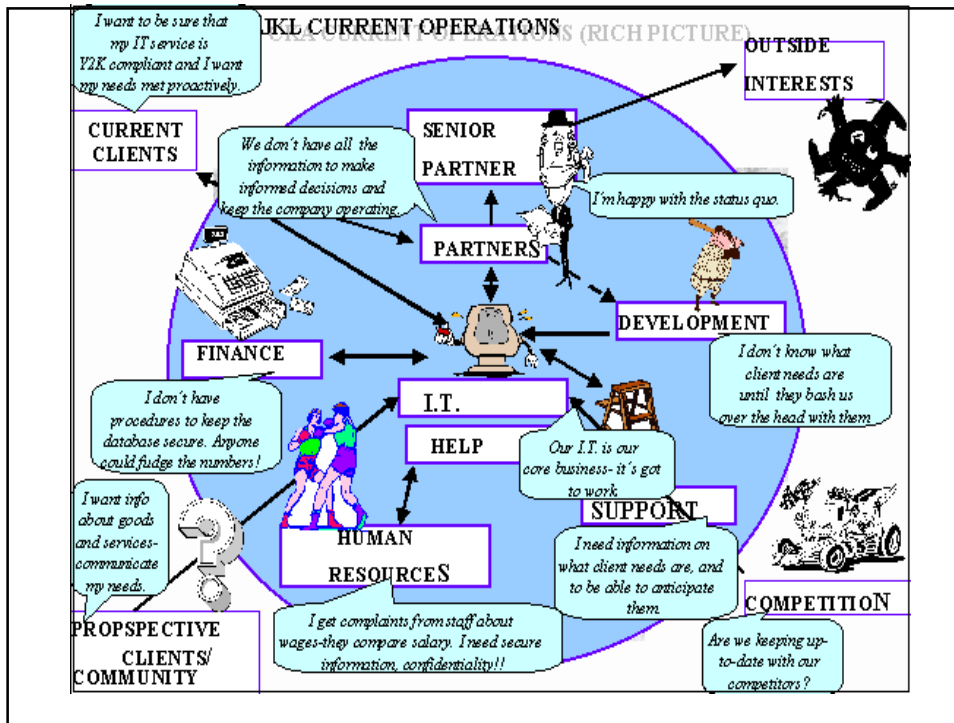 I want to be sure that
my IT service is
Y2K compliant and I want
my needs met proactively.
JKL CURRENT OPERATIONS
CURRENT OPERATIONS (RICH PICTURE)
OUTSIDE
INTERESTS
CURRENT
CLIENTS
We don´t have all the
information to make
informed decisions and
keep the company operating.
SENIOR
PARTNER
I´m happy with the status quo.
PARTNERS
DEVELOPMENT
I don´t know what
client needs are
until they bash us
over the head with them
FINANCE
I don´t have
procedures to keep the
database secure. Anyone
could fudge the numbers!
I.T.
HELP
Our I.T. is our
core business- it´s got
to work
SUPPORT
I need information on
what client needs are, and
to be able to anticipate
them.
I want info
about goods
and services-
communicate
my needs.
HUMAN
RESOURCES
I get complaints from staff about
wages-they compare salary. I need secure
information, confidentiality!!
PROPSPECTIVE
CLIENTS/
COMMUNITY
COMPETITION
Are we keeping up-
to-date with our
competitors?